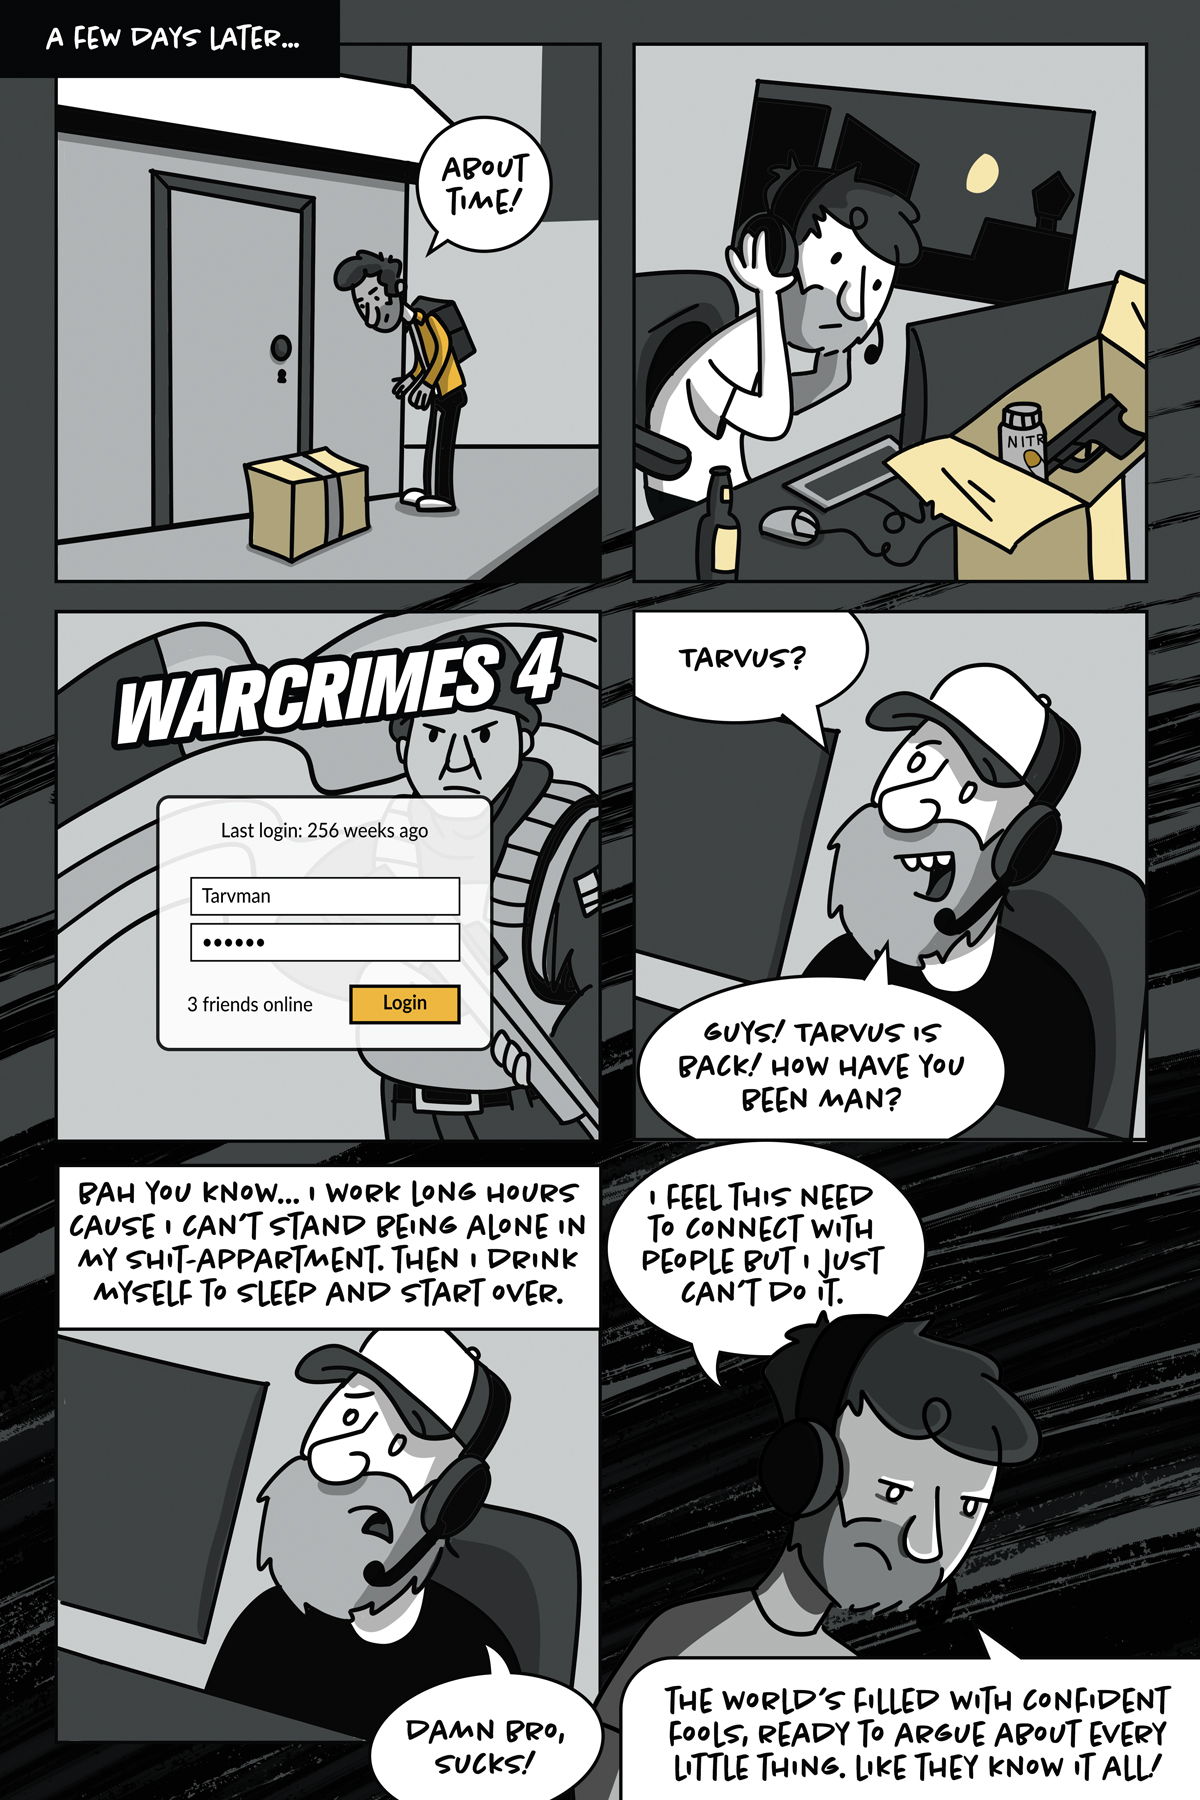 A FEW DAYS LATER...
ABOUT
TIME!
NITR
WARCRIMES 4
Last login: 256 weeks ago
Tarvman
••••••
3 friends online
Login
TARVUS?
GUYS! TARVUS IS
BACK! HOW HAVE YOU
BEEN MAN?
BAH YOU KNOW... I WORK LONG HOURS
CAUSE I CAN'T STAND BEING ALONE IN
MY SHIT-APPARTMENT. THEN I DRINK
MYSELF TO SLEEP AND START OVER.
DAMN BRO,
SUCKS!
I FEEL THIS NEED
TO CONNECT WITH
PEOPLE BUT I JUST
CAN'T DO IT.
THE WORLD'S FILLED WITH CONFIDENT
FOOLS, READY TO ARGUE ABOUT EVERY
LITTLE THING. LIKE THEY KNOW IT ALL!